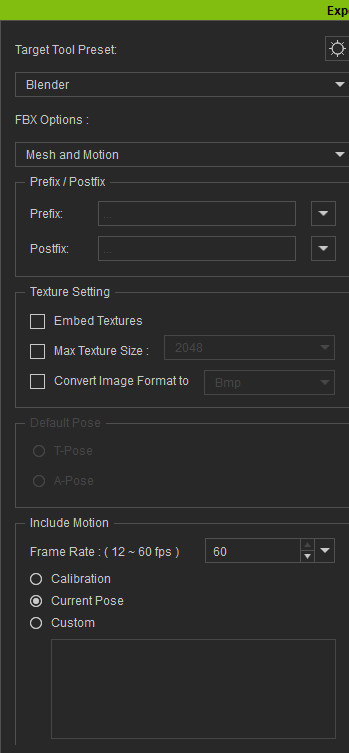 Exp
Target Tool Preset:
Blender
FBX Options :
Mesh and Motion
Prefix / Postfix
Prefix: ...
Postfix: ...
Texture Setting
Embed Textures
Max Texture Size : 2048
Convert Image Format to Bmp
Default Pose
T-Pose
A-Pose
Include Motion
Frame Rate : ( 12 ~ 60 fps ) 60
Calibration
Current Pose
Custom